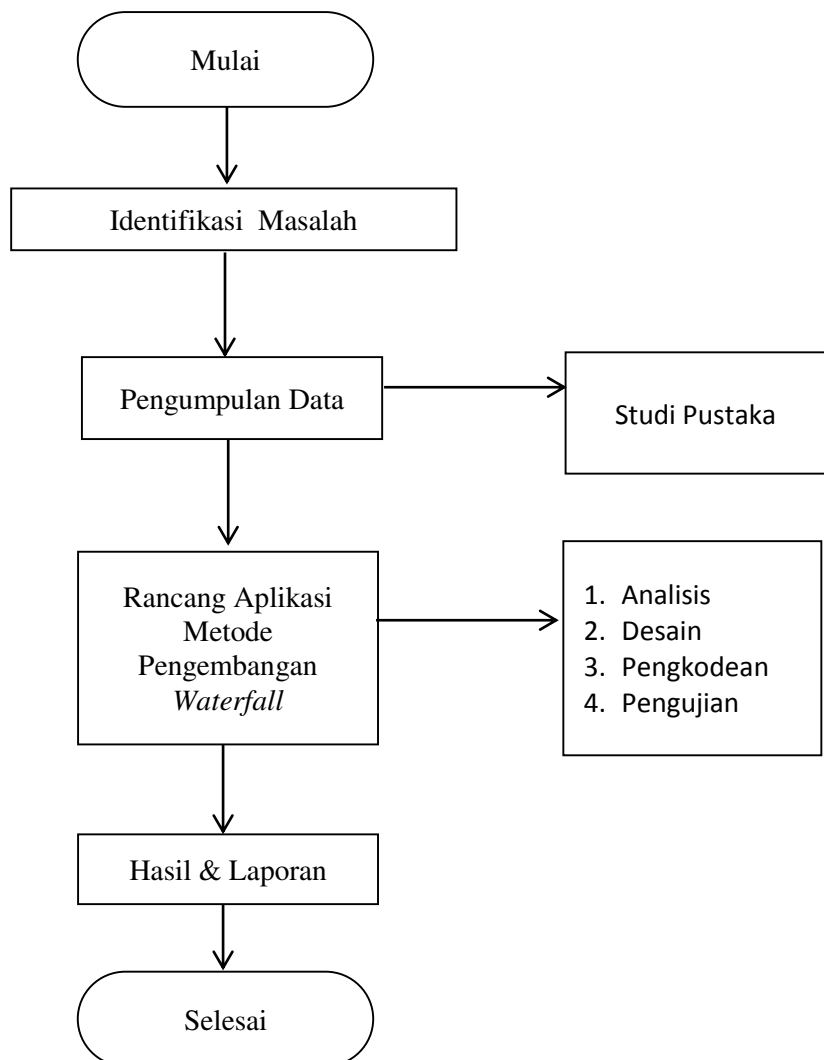 Mulai
Identifikasi  Masalah
Pengumpulan Data
Studi Pustaka
Rancang Aplikasi
Metode
Pengembangan
Waterfall
1. Analisis
2. Desain
3. Pengkodean
4. Pengujian
Hasil & Laporan
Selesai